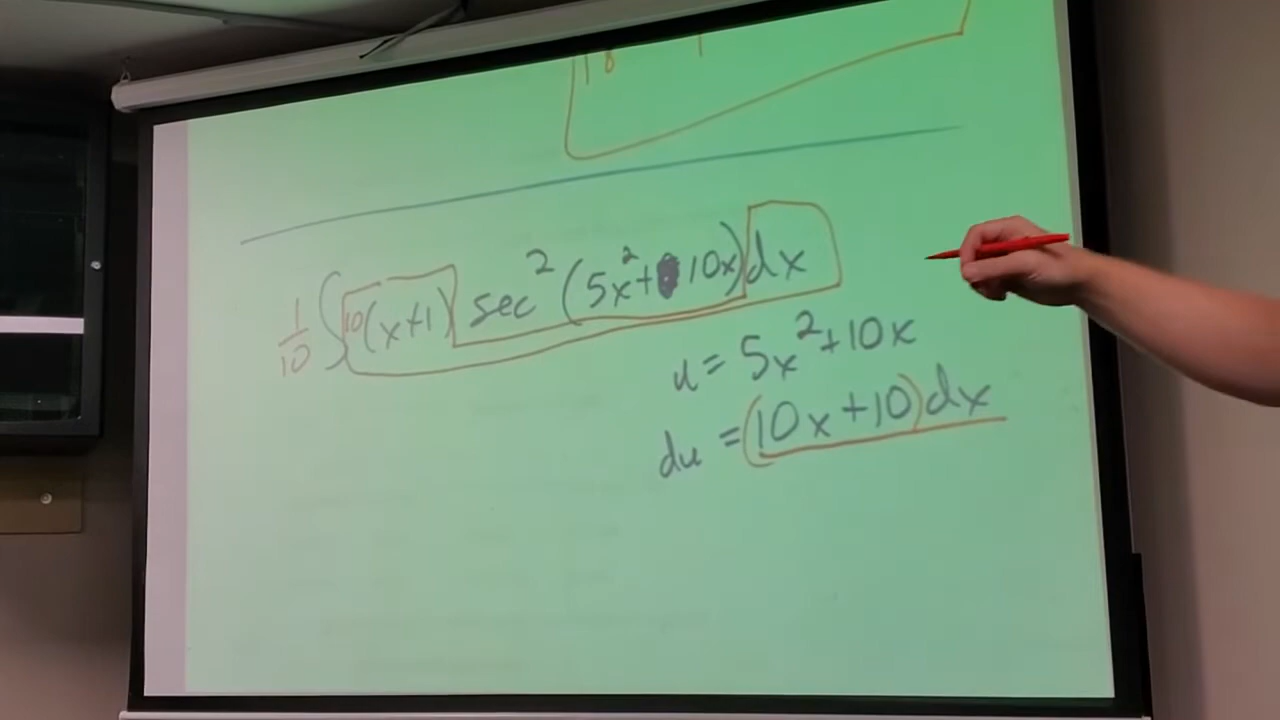 1/10 ∫ 10(x+1) sec²(5x²+10x)dx
u = 5x²+10x
du = (10x+10)dx